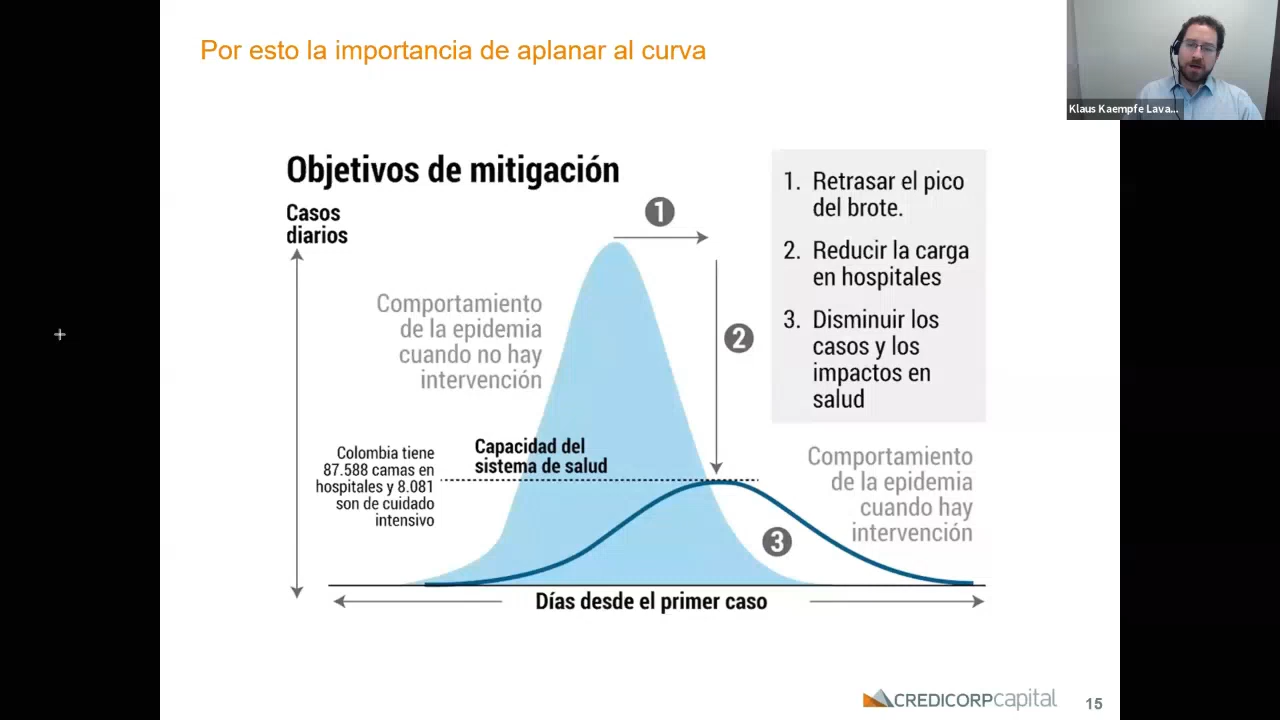 Por esto la importancia de aplanar al curva
Klaus Kaempfe Lava...
Objetivos de mitigación
Casos
diarios
1
1. Retrasar el pico
del brote.
2. Reducir la carga
en hospitales
3. Disminuir los
casos y los
impactos en
salud
Comportamiento
de la epidemia
cuando no hay
intervención
2
Colombia tiene
87.588 camas en
hospitales y 8.081
son de cuidado
intensivo
Capacidad del
sistema de salud
Comportamiento
de la epidemia
cuando hay
intervención
3
Días desde el primer caso
CREDICORPcapital
15